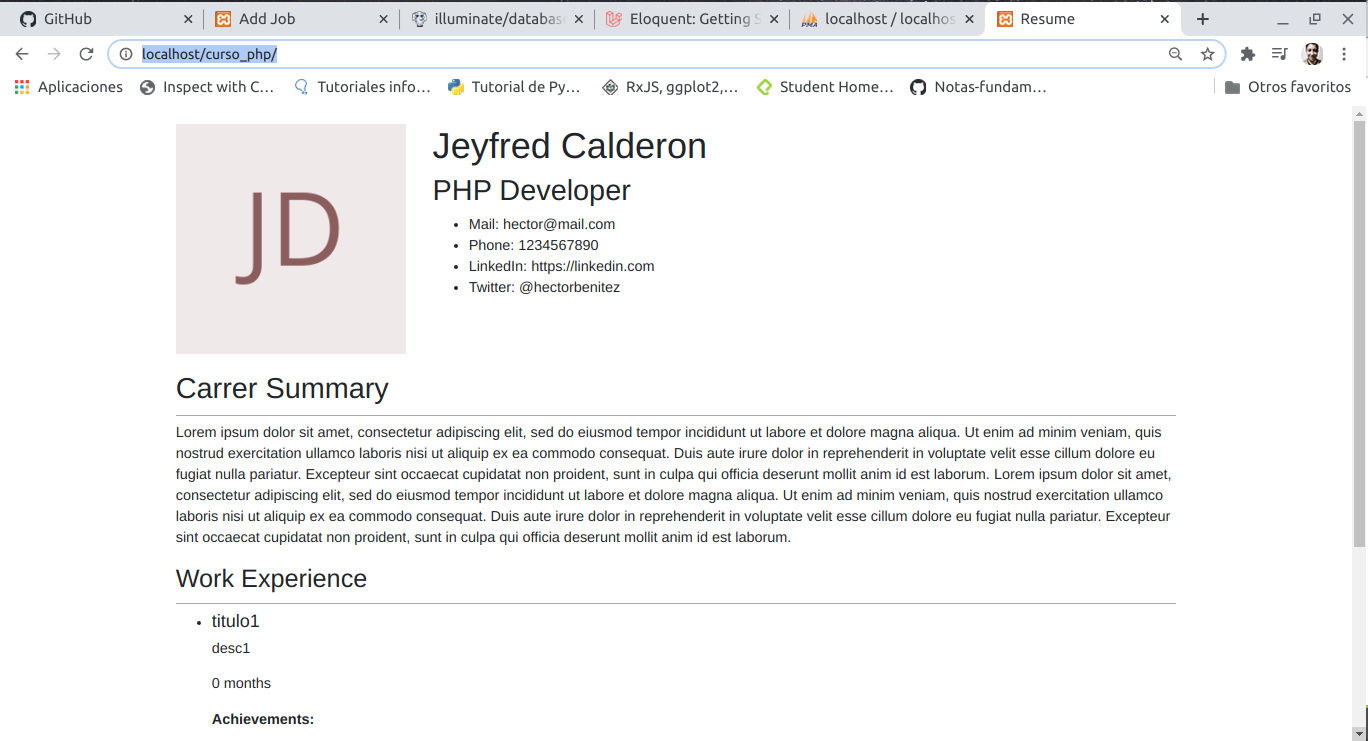 GitHub
Add Job
illuminate/databas
Eloquent: Getting S
localhost / localhos
Resume
localhost/curso_php/
Aplicaciones
Inspect with C...
Tutoriales info...
Tutorial de Py...
RxJS, ggplot2,...
Student Home...
Notas-fundam...
Otros favoritos
JD
Jeyfred Calderon
PHP Developer
• Mail: hector@mail.com
• Phone: 1234567890
• LinkedIn: https://linkedin.com
• Twitter: @hectorbenitez
Carrer Summary
Lorem ipsum dolor sit amet, consectetur adipiscing elit, sed do eiusmod tempor incididunt ut labore et dolore magna aliqua. Ut enim ad minim veniam, quis
nostrud exercitation ullamco laboris nisi ut aliquip ex ea commodo consequat. Duis aute irure dolor in reprehenderit in voluptate velit esse cillum dolore eu
fugiat nulla pariatur. Excepteur sint occaecat cupidatat non proident, sunt in culpa qui officia deserunt mollit anim id est laborum. Lorem ipsum dolor sit amet,
consectetur adipiscing elit, sed do eiusmod tempor incididunt ut labore et dolore magna aliqua. Ut enim ad minim veniam, quis nostrud exercitation ullamco
laboris nisi ut aliquip ex ea commodo consequat. Duis aute irure dolor in reprehenderit in voluptate velit esse cillum dolore eu fugiat nulla pariatur. Excepteur
sint occaecat cupidatat non proident, sunt in culpa qui officia deserunt mollit anim id est laborum.
Work Experience
• titulo1
desc1
0 months
Achievements: